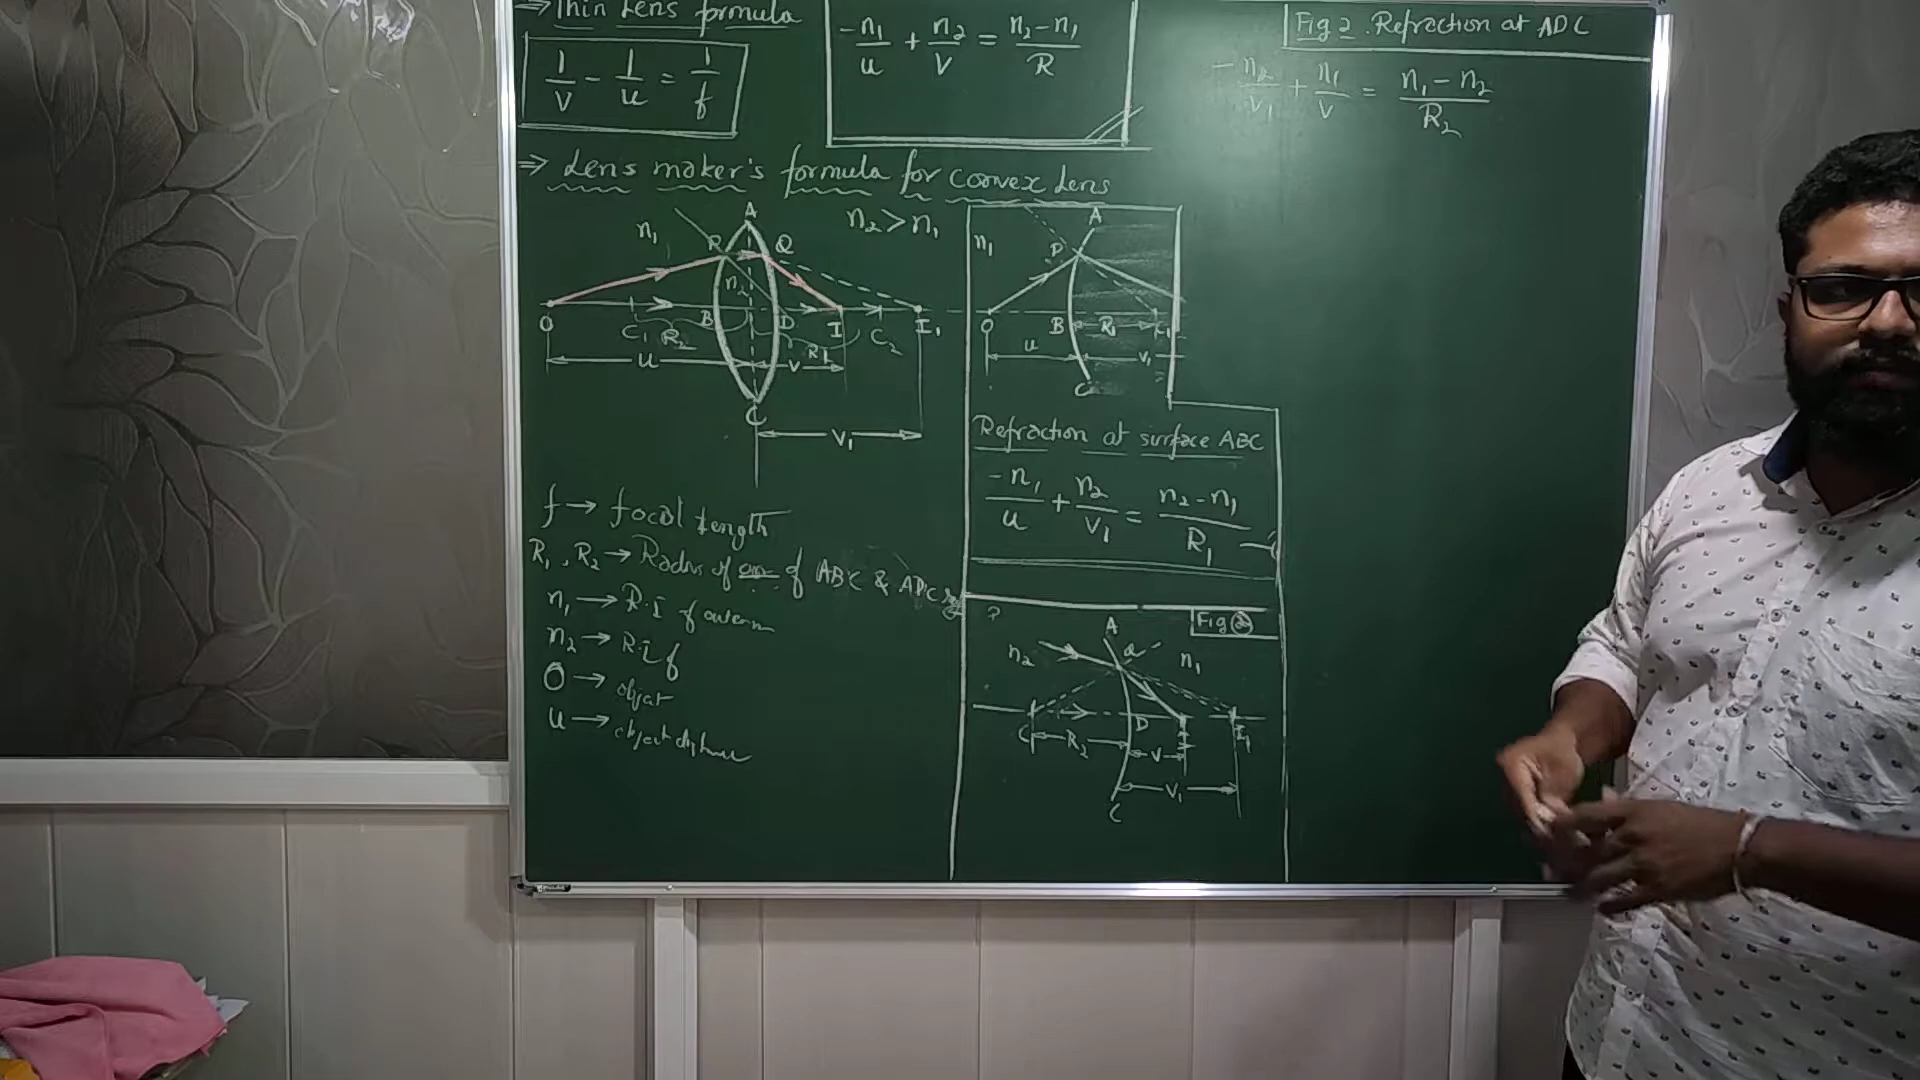 ⇒ Thin Lens formula
1/v - 1/u = 1/f
-n₁/u + n₂/v = n₂-n₁/R
Fig 2. Refraction at ADC
-n₂/v₁ + n₁/v = n₁-n₂/R₂
⇒ Lens maker's formula for convex Lens
n₂>n₁
n₁
A
R
Q
n₂
O
C₁
R₂
B
D
I
C₂
I₁
R₁
u
v
C
V₁
f → focal length
R₁, R₂ → Radius of of ABC & ADC
n₁ → R.I of
n₂ → R.I of
O → object
u → object distance
n₁
A
P
O
B
R₁
C₁
u
v₁
C
Refraction at surface ABC
-n₁/u + n₂/v₁ = n₂-n₁/R₁
Fig ②
A
n₂
Q
n₁
C
R₂
D
v
I₁
V₁
C